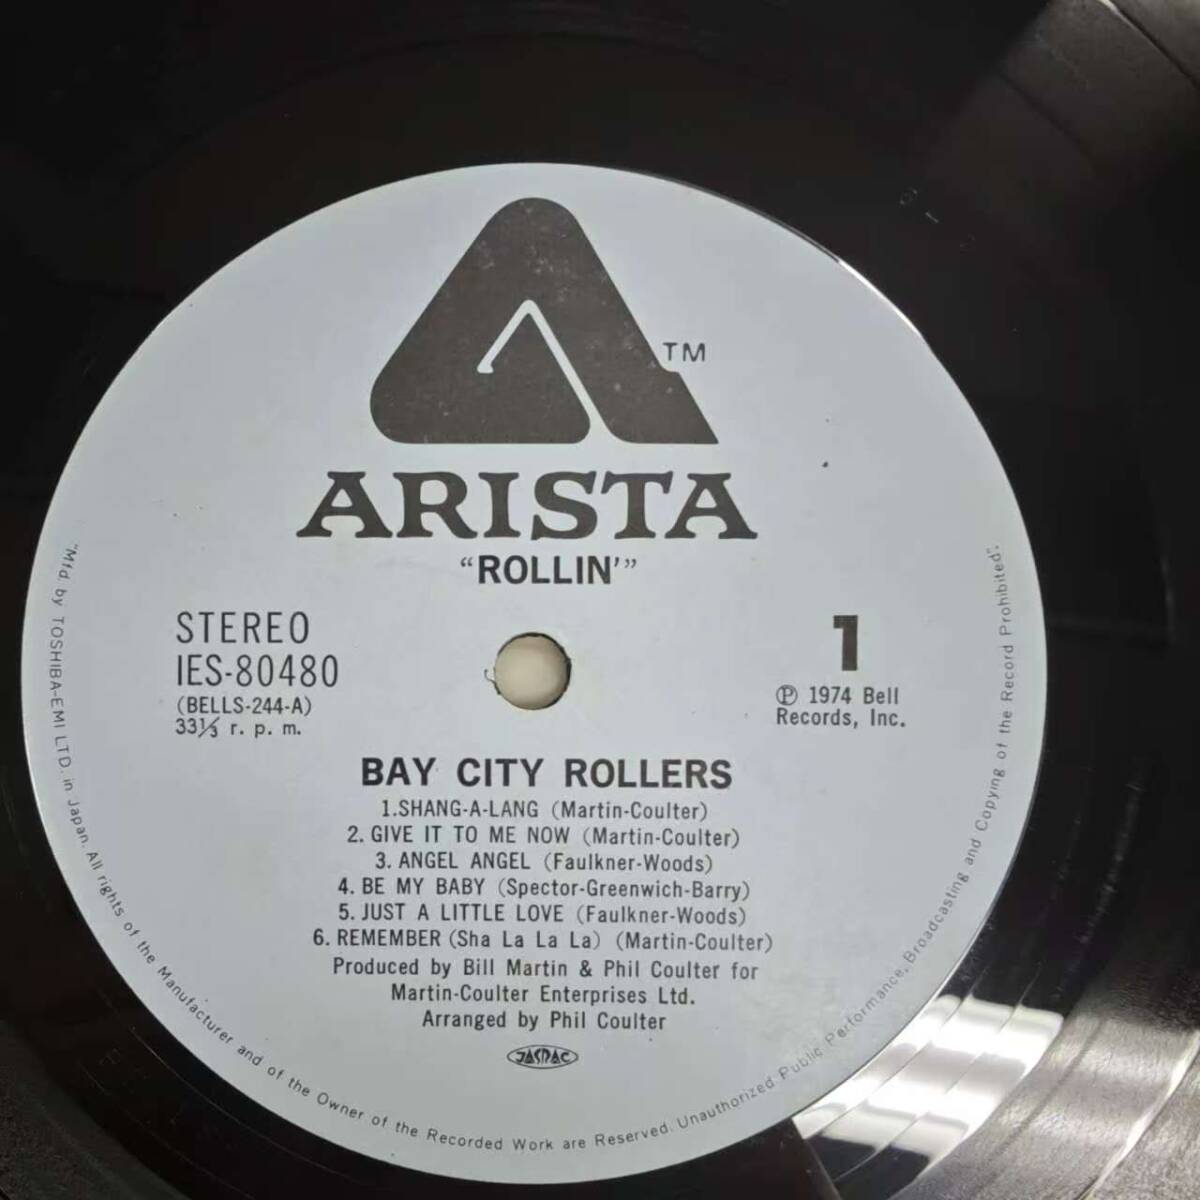 TM
ARISTA
“ROLLIN’”
STEREO
IES-80480
(BELLS-244-A)
33⅓ r. p. m.
1
Ⓟ 1974 Bell
Records, Inc.
BAY CITY ROLLERS
1.SHANG-A-LANG (Martin-Coulter)
2. GIVE IT TO ME NOW (Martin-Coulter)
3. ANGEL ANGEL (Faulkner-Woods)
4. BE MY BABY (Spector-Greenwich-Barry)
5. JUST A LITTLE LOVE (Faulkner-Woods)
6. REMEMBER (Sha La La La) (Martin-Coulter)
Produced by Bill Martin & Phil Coulter for
Martin-Coulter Enterprises Ltd.
Arranged by Phil Coulter
JASRAC
"Mfd. by TOSHIBA-EMI LTD. in Japan. All rights of the Manufacturer and of the Owner of the Recorded Work are Reserved. Unauthorized Public Performance, Broadcasting and Copying of the Record Prohibited".